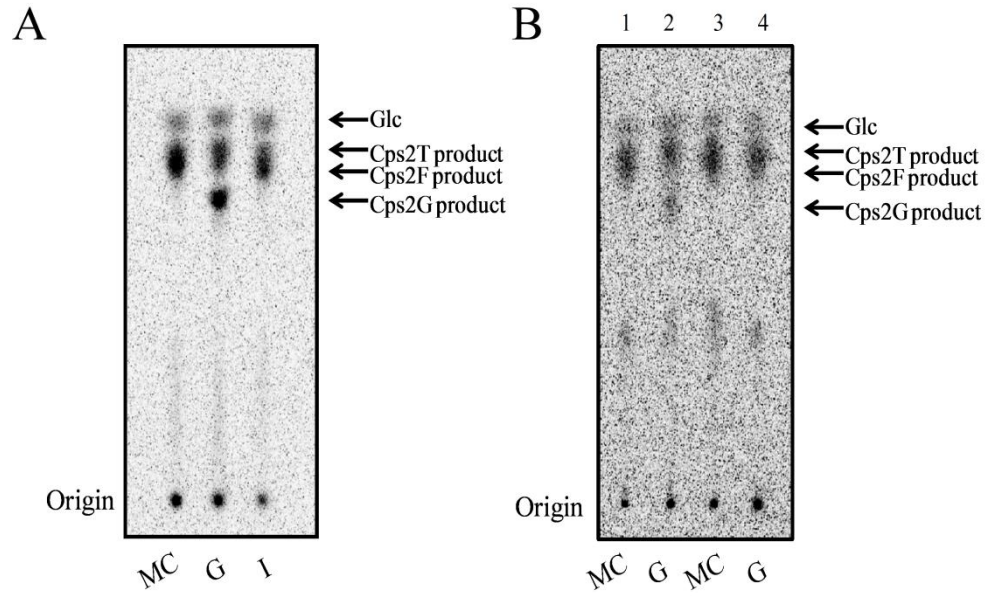 A
Glc
Cps2T product
Cps2F product
Cps2G product
Origin
MC G I
B
1 2 3 4
Glc
Cps2T product
Cps2F product
Cps2G product
Origin
MC G MC G